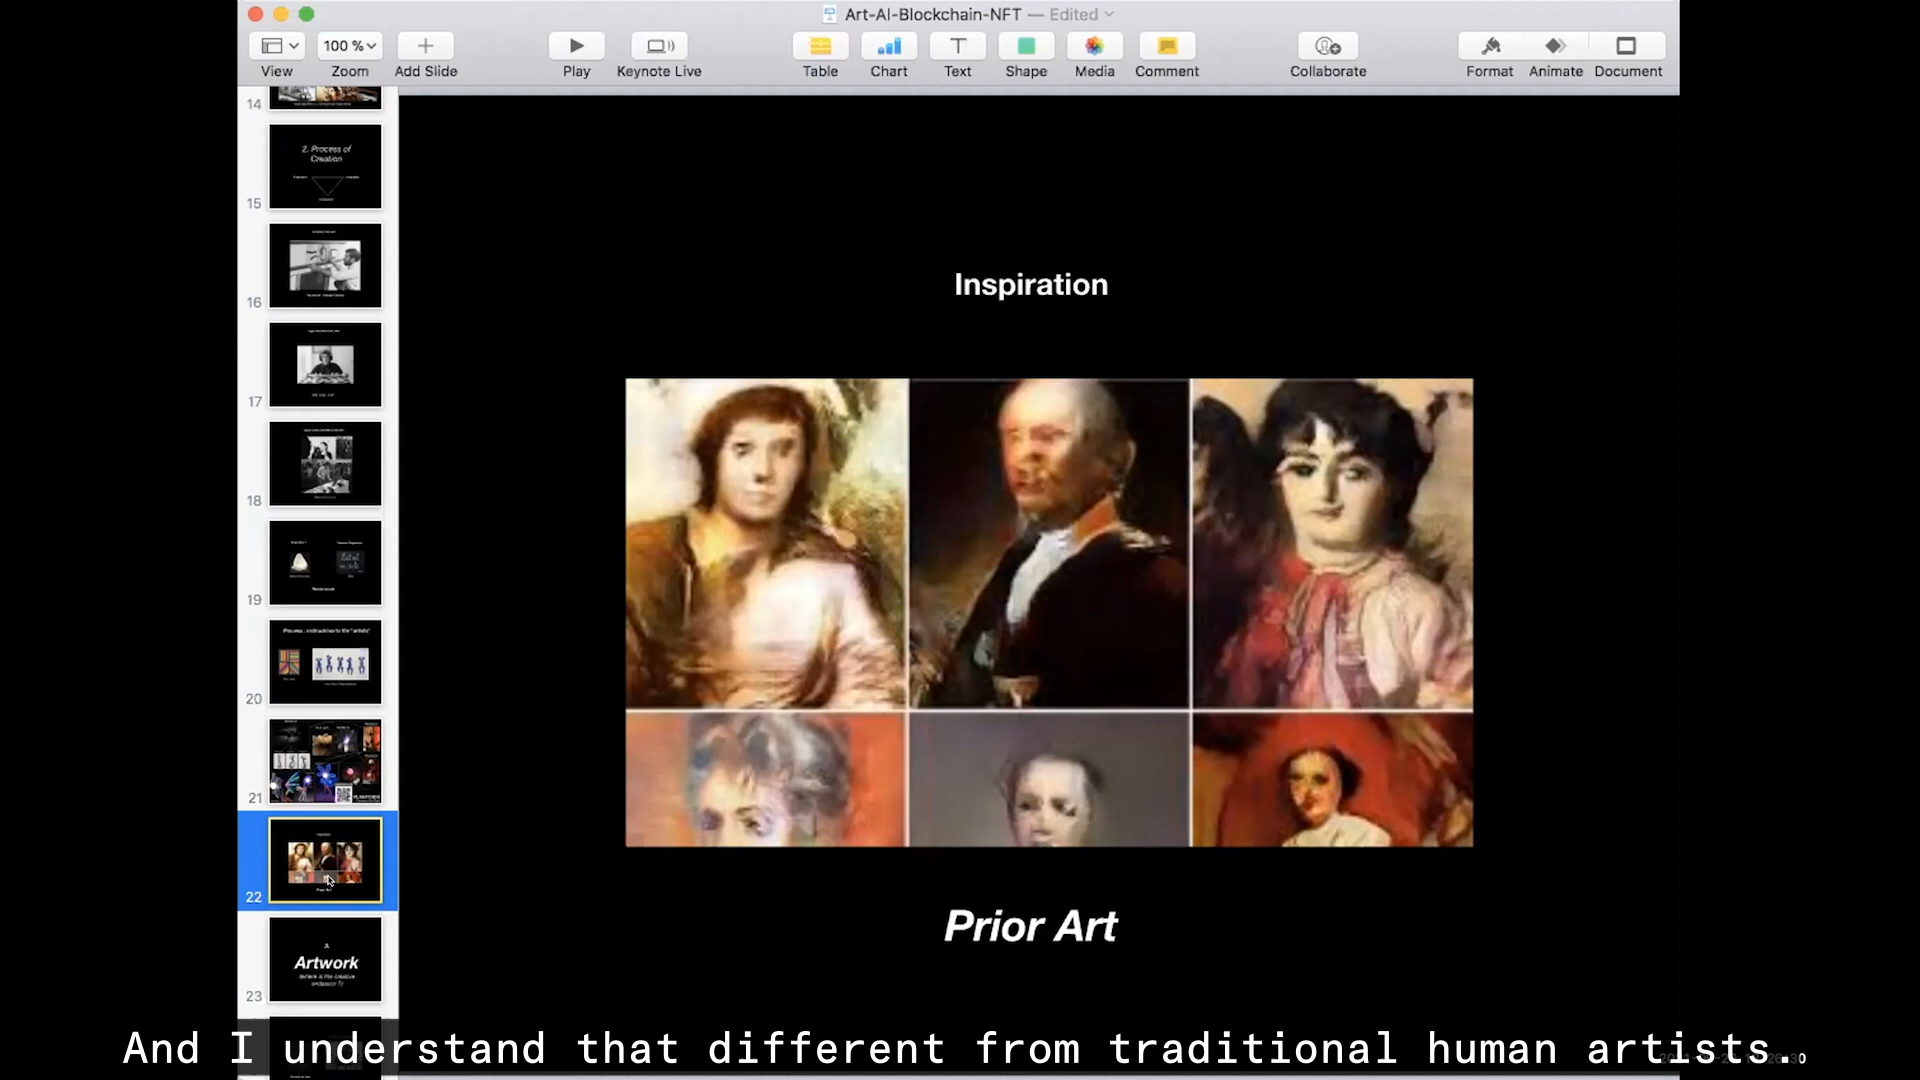 Art-AI-Blockchain-NFT — Edited
100 %
View
Zoom
Add Slide
Play
Keynote Live
Table
Chart
Text
Shape
Media
Comment
Collaborate
Format
Animate
Document
14
2. Process of
Creation
15
16
17
18
19
20
21
22
Artwork
23
Inspiration
Prior Art
And I understand that different from traditional human artists.